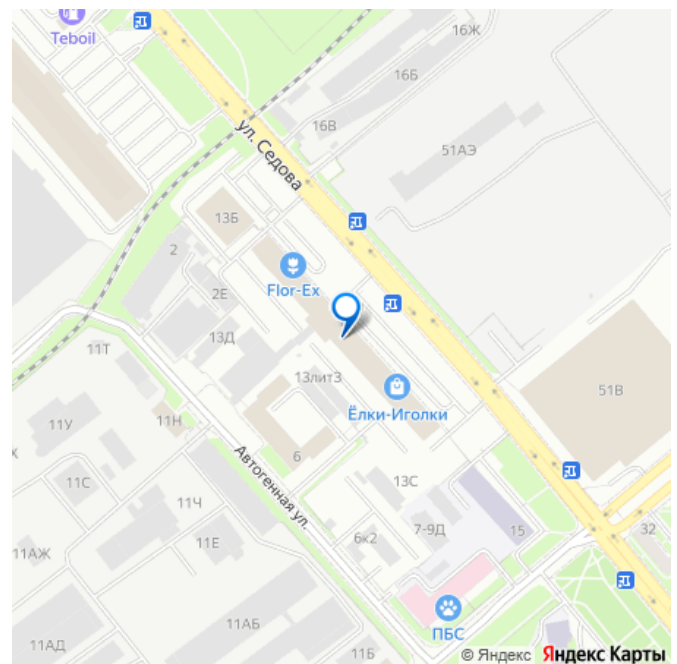 Teboil
16Ж
16Б
16В
51АЭ
ул. Седова
13Б
2
Flor-Ex
2Е
13Д
11Т
13лит3
51В
Ёлки-Иголки
11У
11Н
6
Автогенная ул.
11С
13С
11Ч
7-9Д
15
32
11Е
6к2
11АЖ
ПБС
11АБ
11АД
11Б
© Яндекс Яндекс Карты